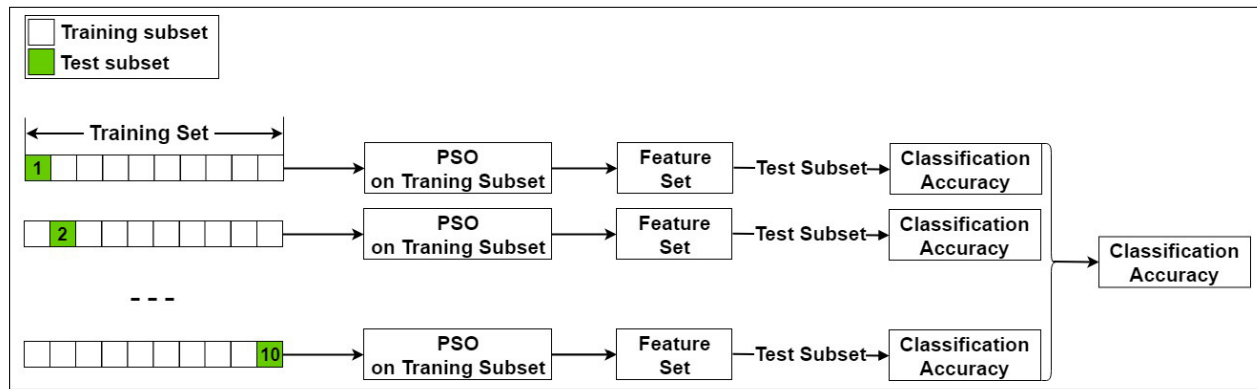 Training subset
Test subset
Training Set
1
PSO
on Traning Subset
Feature
Set
Test Subset
Classification
Accuracy
2
PSO
on Traning Subset
Feature
Set
Test Subset
Classification
Accuracy
Classification
Accuracy
- - -
10
PSO
on Traning Subset
Feature
Set
Test Subset
Classification
Accuracy